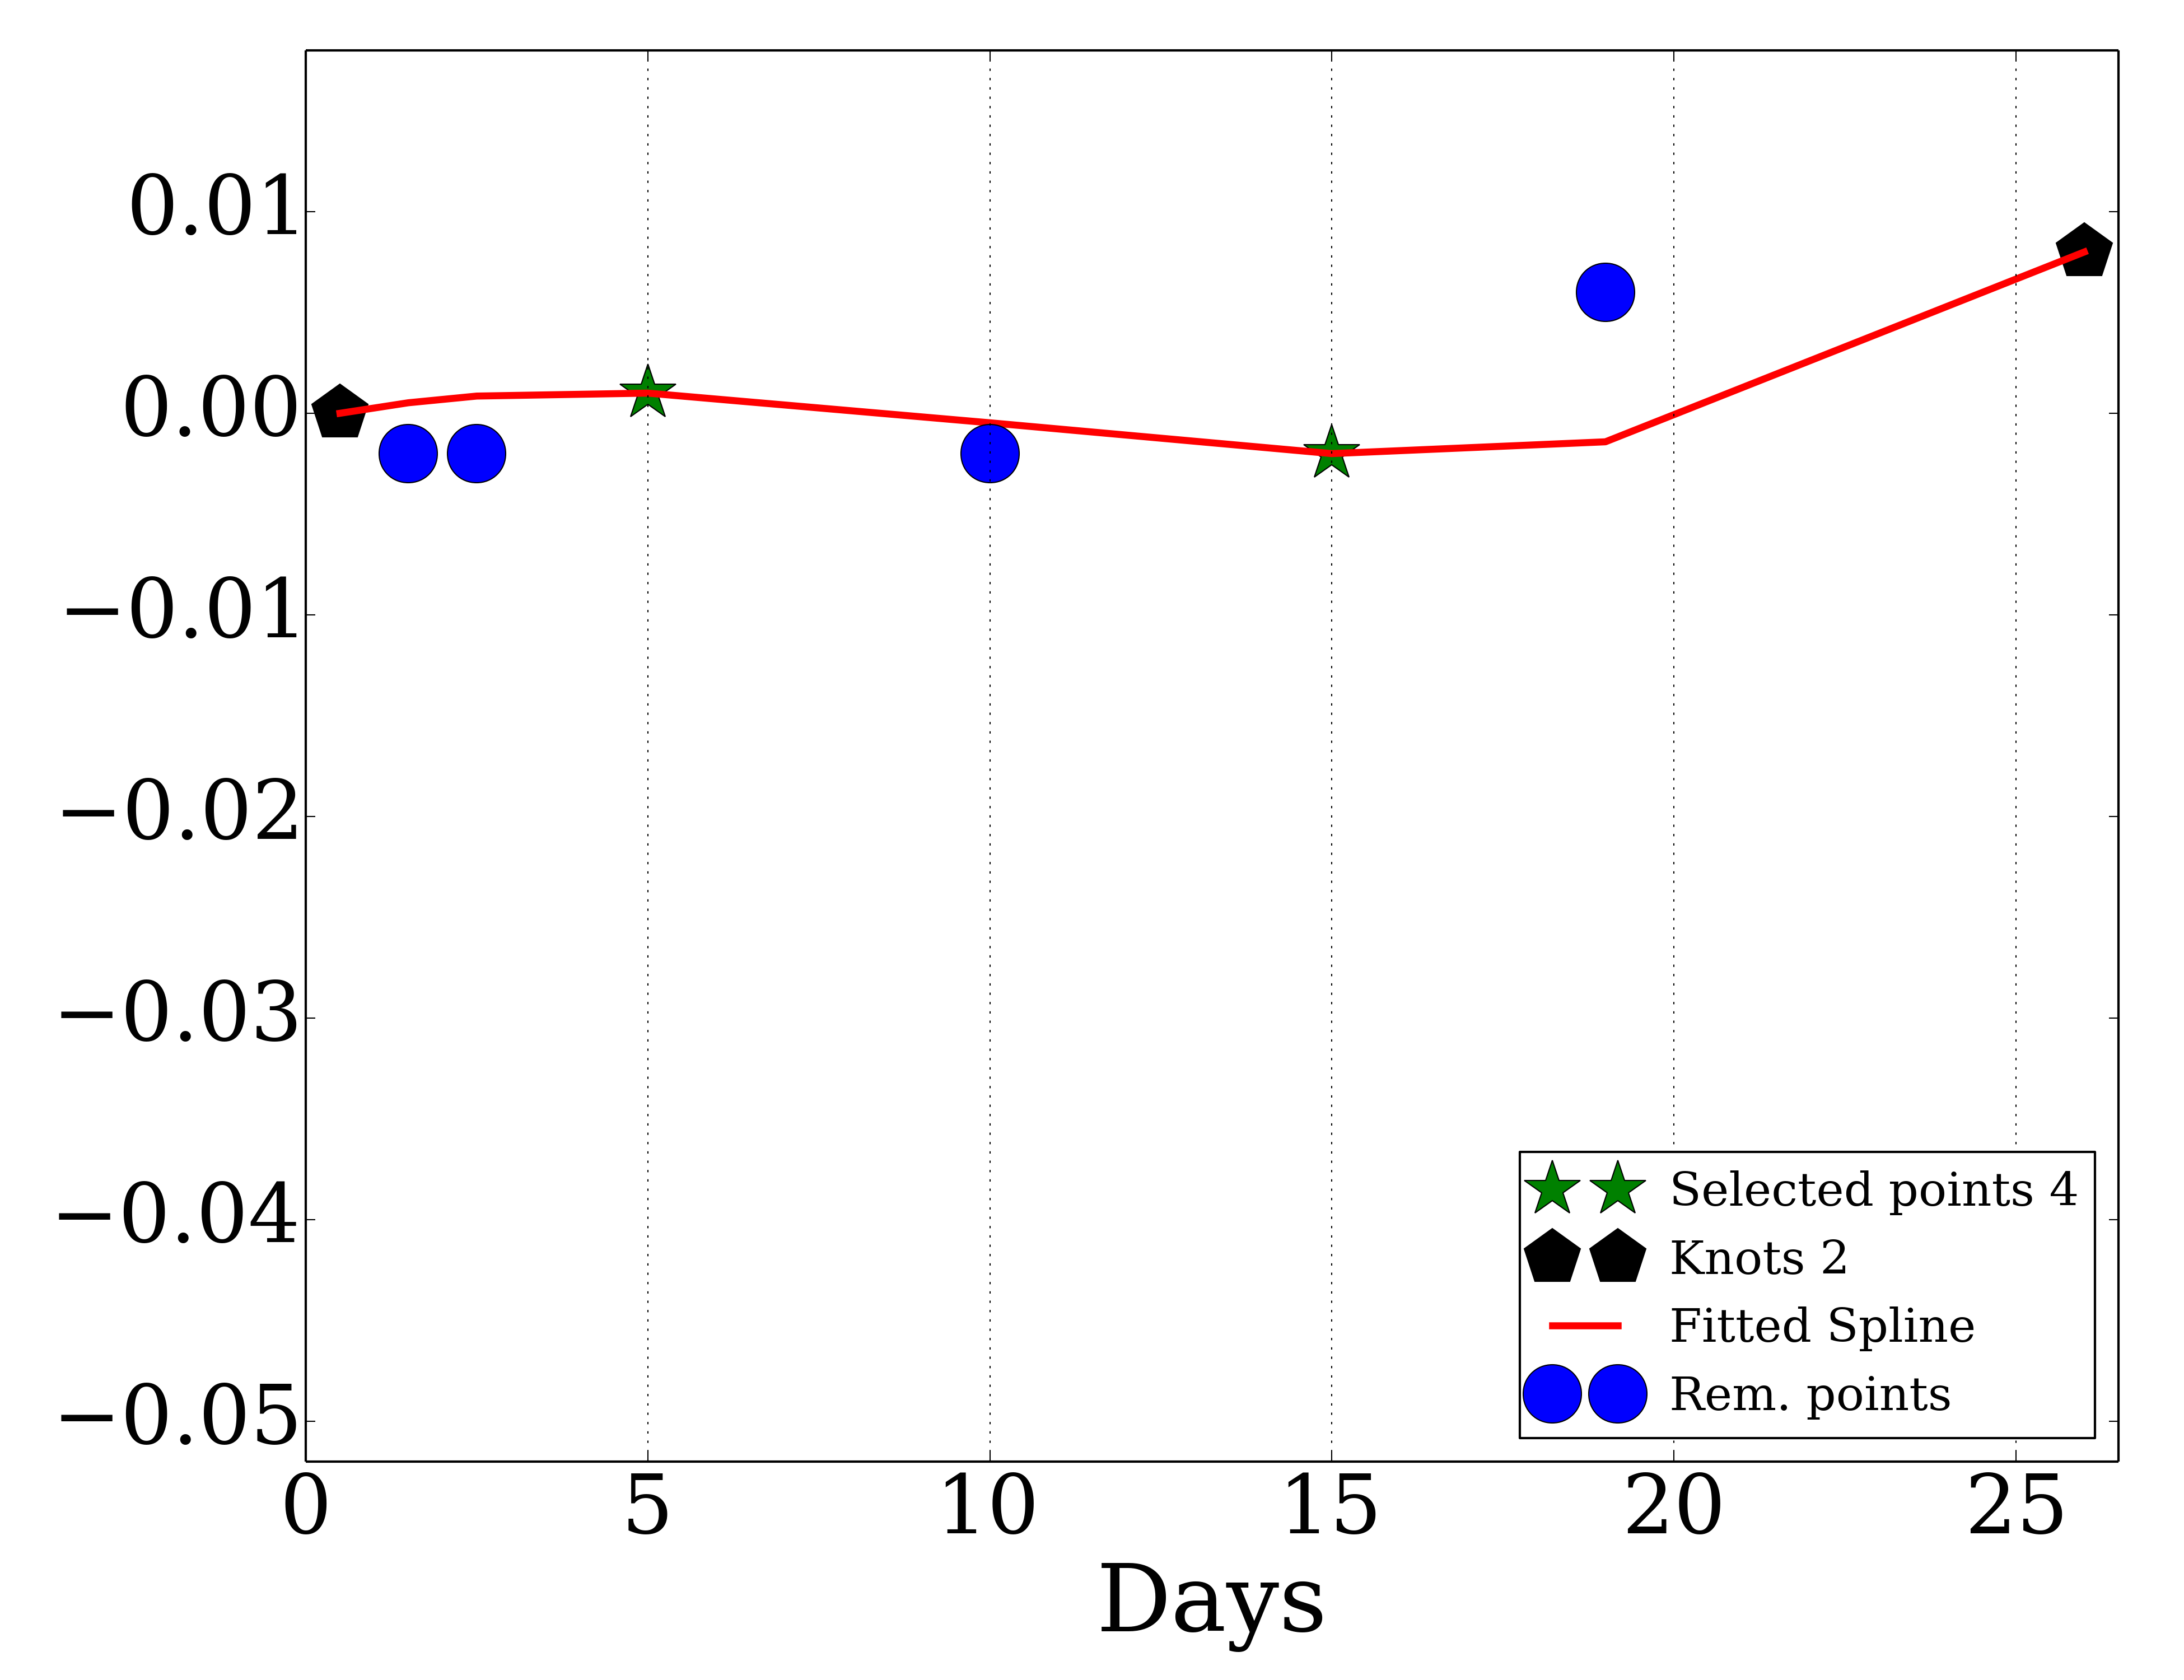 0.01
0.00
−0.01
−0.02
−0.03
−0.04
−0.05
0 5 10 15 20 25
Days
Selected points 4
Knots 2
Fitted Spline
Rem. points